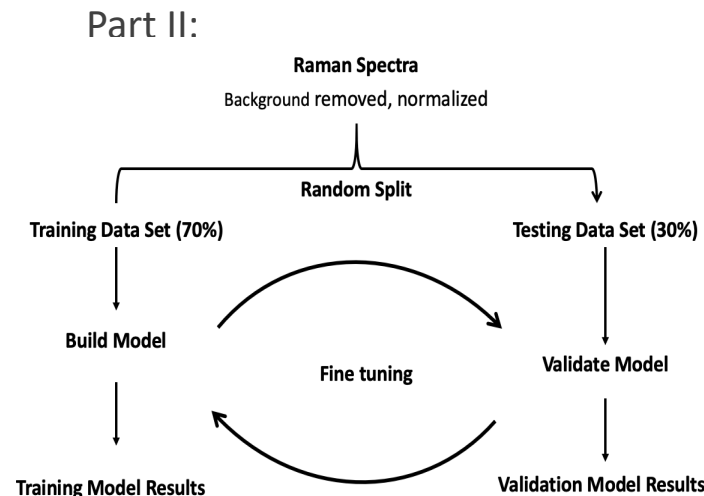 Part II:
Raman Spectra
Background removed, normalized
Random Split
Training Data Set (70%)
Testing Data Set (30%)
Build Model
Validate Model
Fine tuning
Training Model Results
Validation Model Results